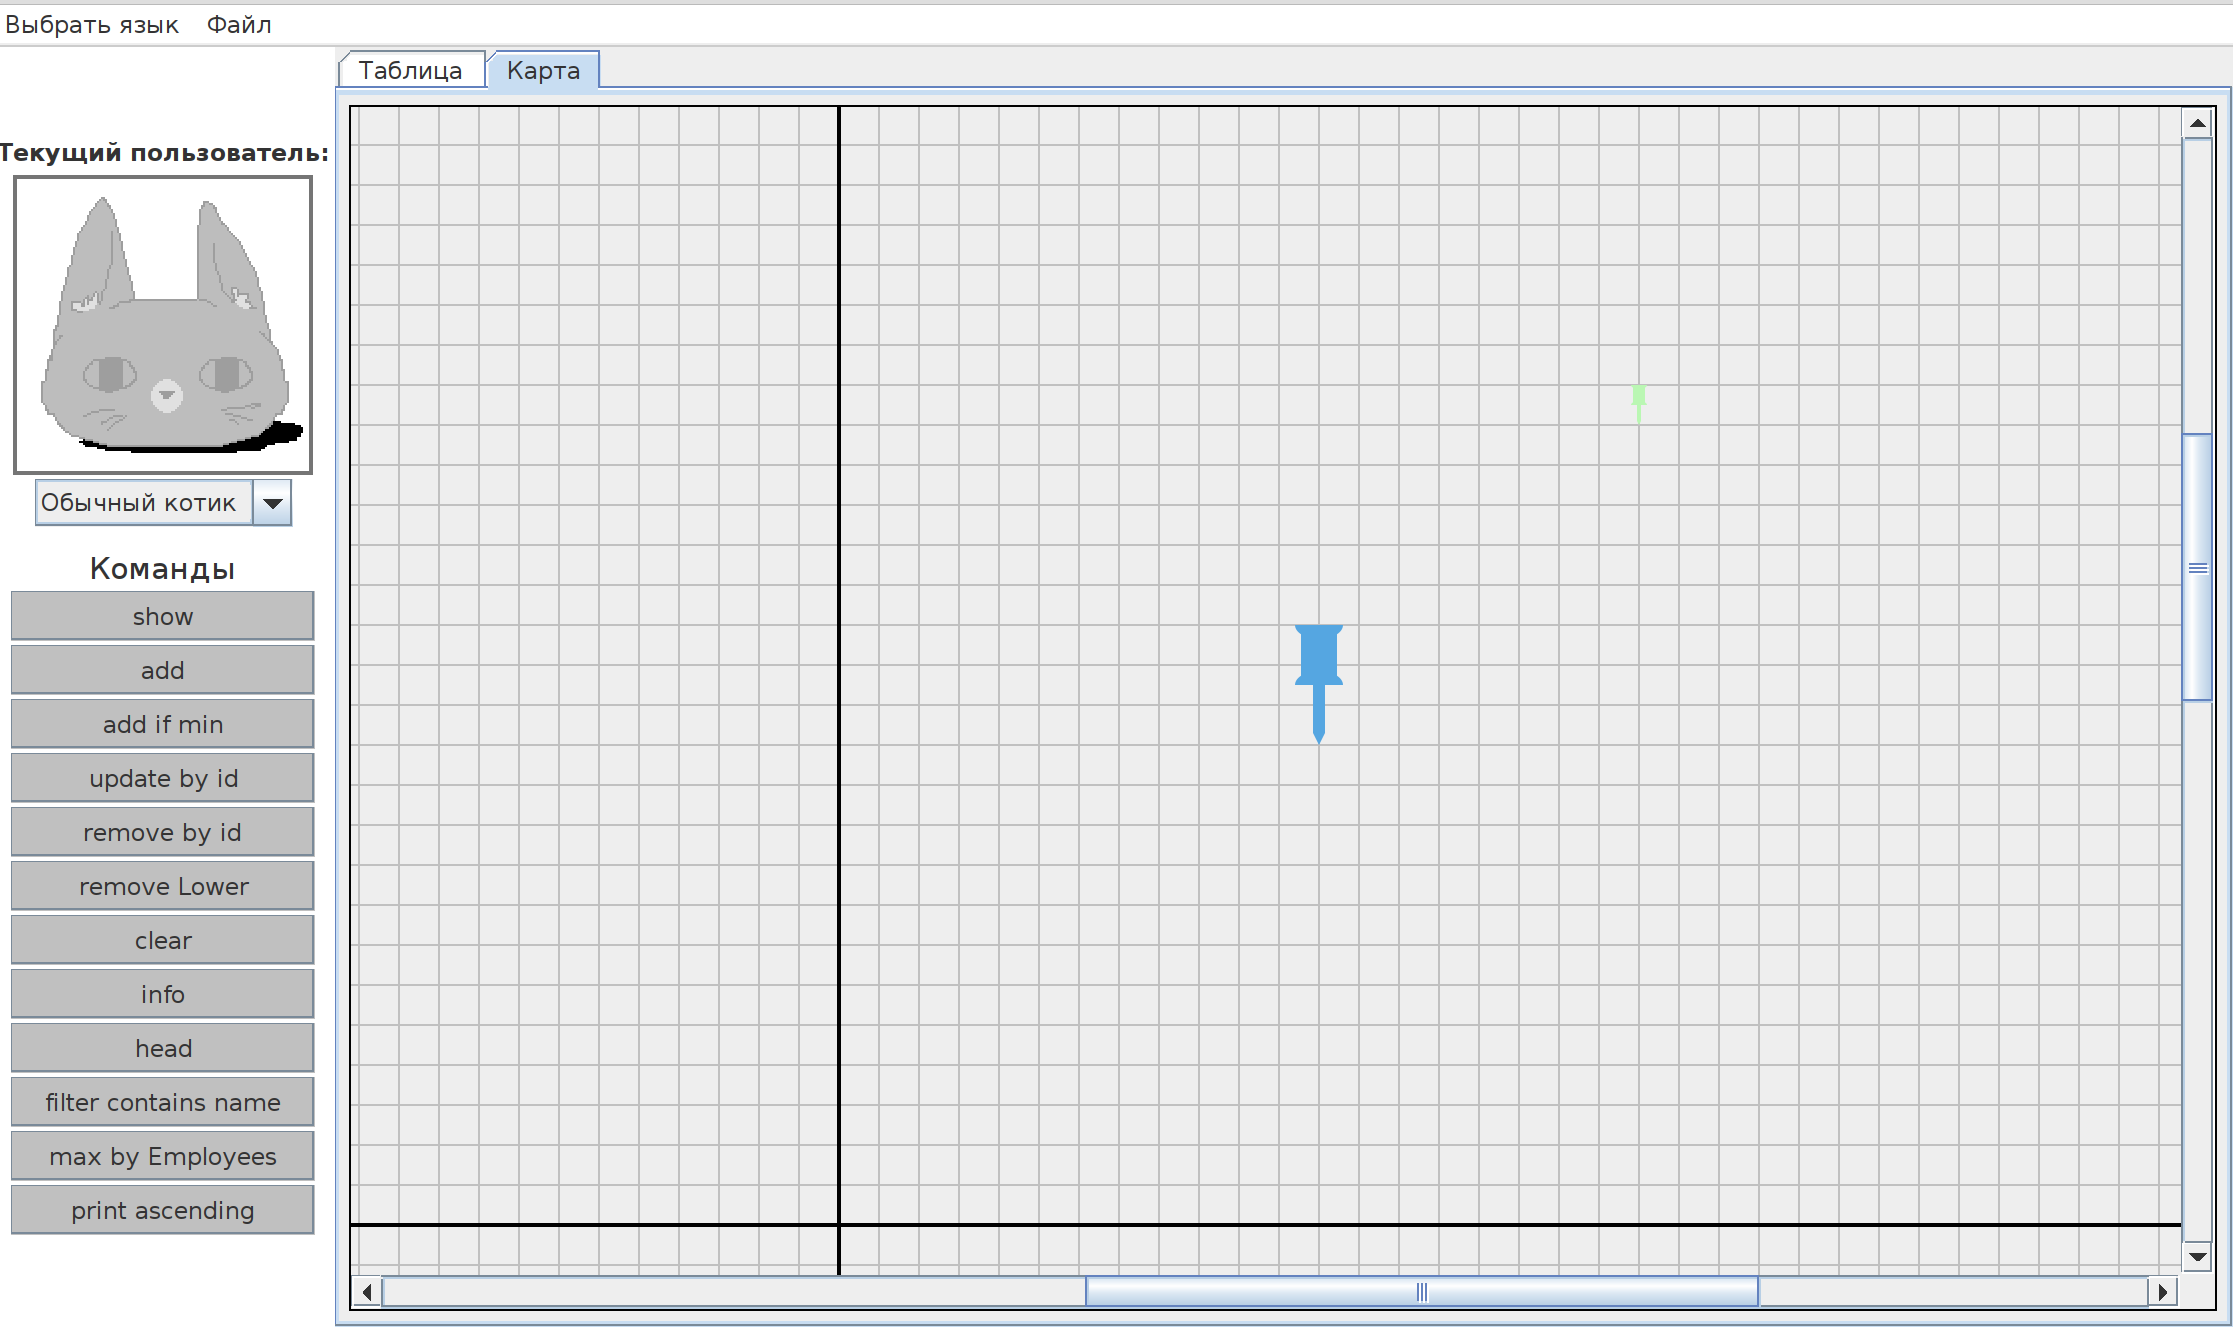 Выбрать язык Файл
Таблица Карта
Текущий пользователь:
Обычный котик
Команды
show
add
add if min
update by id
remove by id
remove Lower
clear
info
head
filter contains name
max by Employees
print ascending